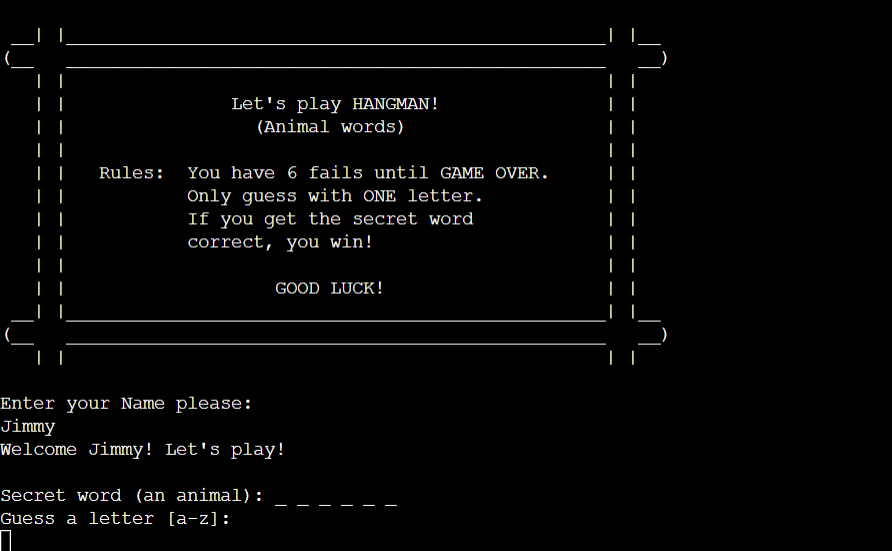 Let's play HANGMAN!
(Animal words)
Rules: You have 6 fails until GAME OVER.
Only guess with ONE letter.
If you get the secret word
correct, you win!
GOOD LUCK!
Enter your Name please:
Jimmy
Welcome Jimmy! Let's play!
Secret word (an animal): _ _ _ _ _ _
Guess a letter [a-z]: